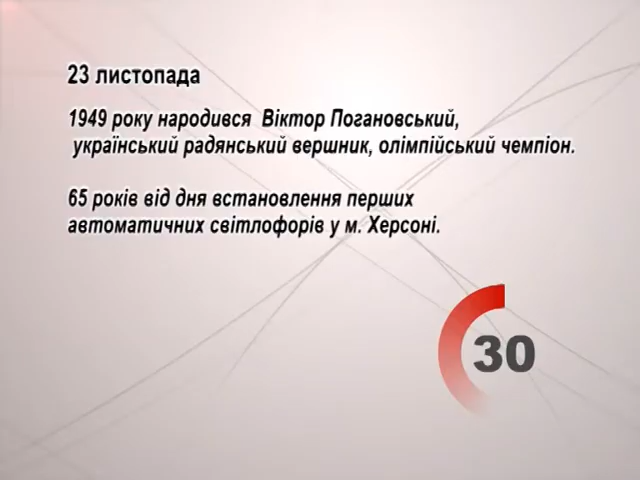 23 листопада
1949 року народився Віктор Погановський,
український радянський вершник, олімпійський чемпіон.
65 років від дня встановлення перших
автоматичних світлофорів у м. Херсоні.
30